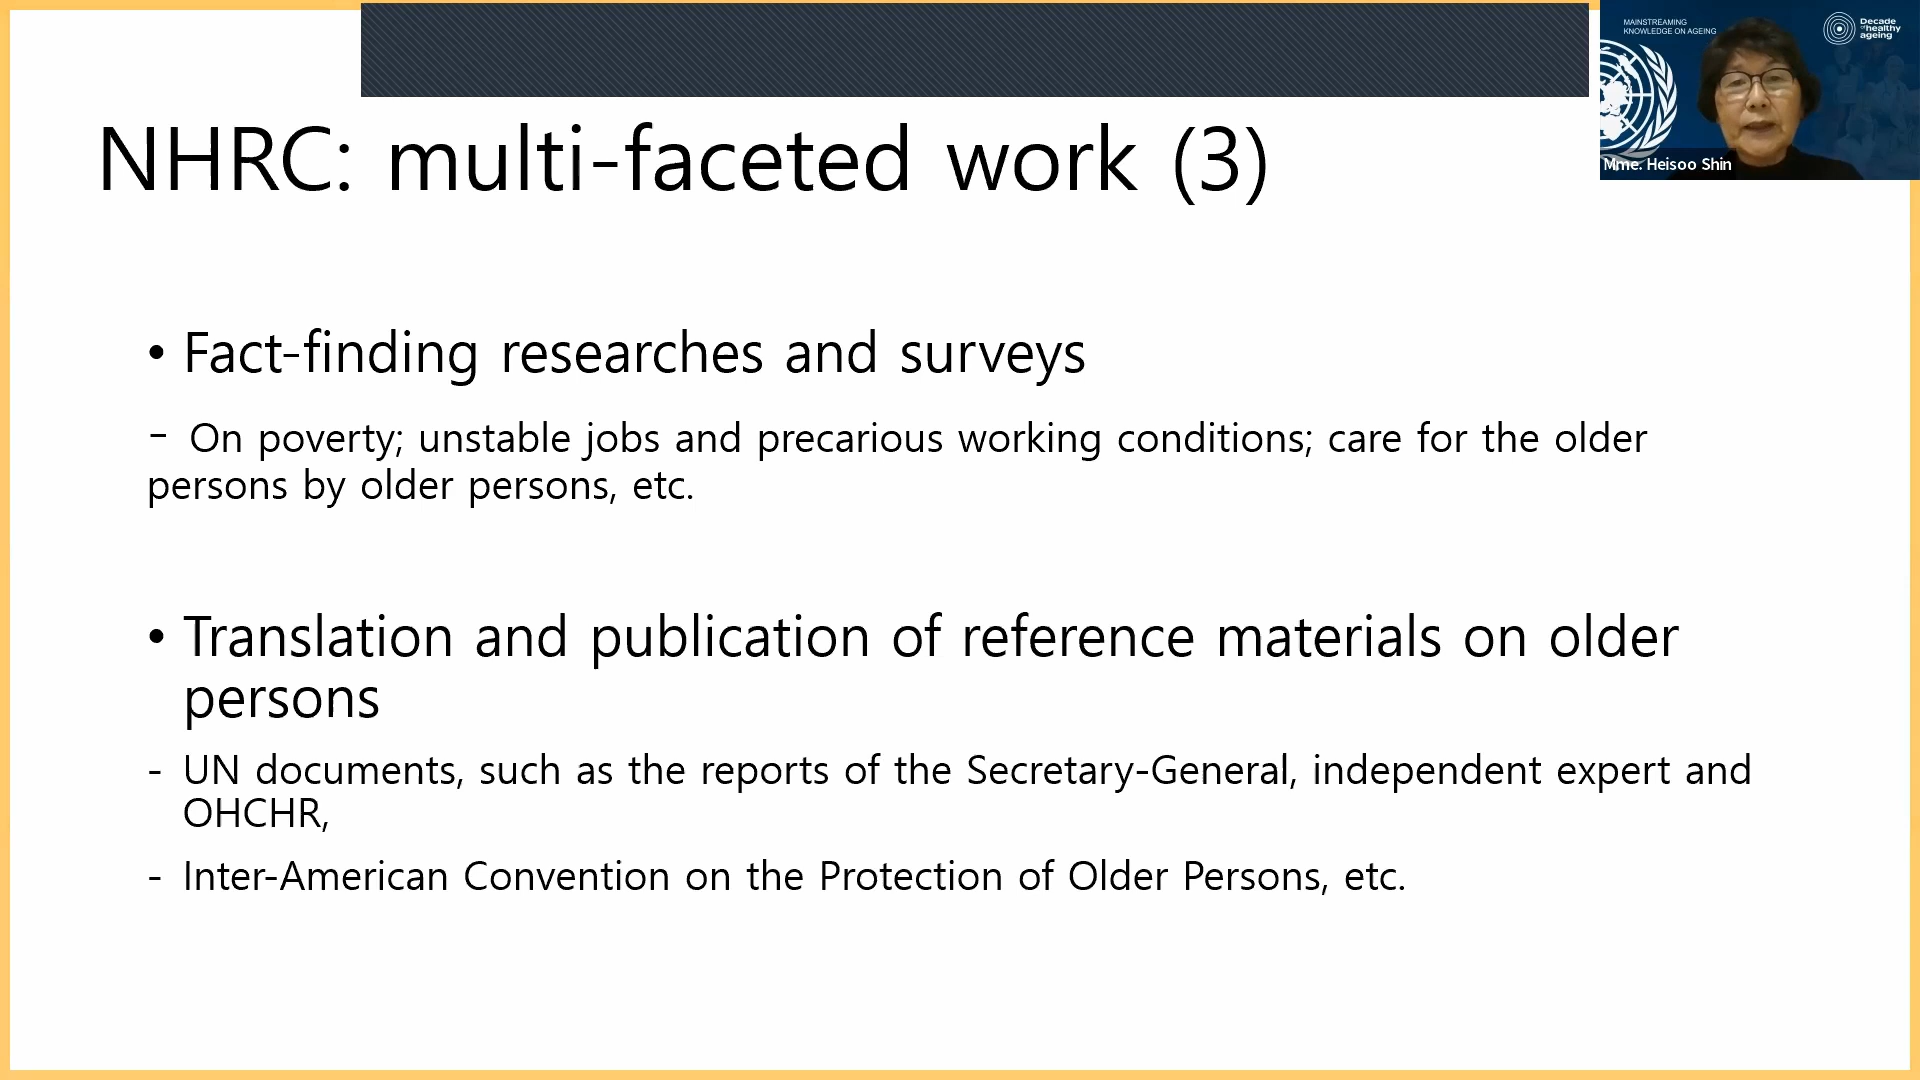 MAINSTREAMING
KNOWLEDGE ON AGEING
Decade
of healthy
ageing
Mme. Heisoo Shin
NHRC: multi-faceted work (3)
• Fact-finding researches and surveys
- On poverty; unstable jobs and precarious working conditions; care for the older
persons by older persons, etc.
• Translation and publication of reference materials on older
persons
- UN documents, such as the reports of the Secretary-General, independent expert and
OHCHR,
- Inter-American Convention on the Protection of Older Persons, etc.